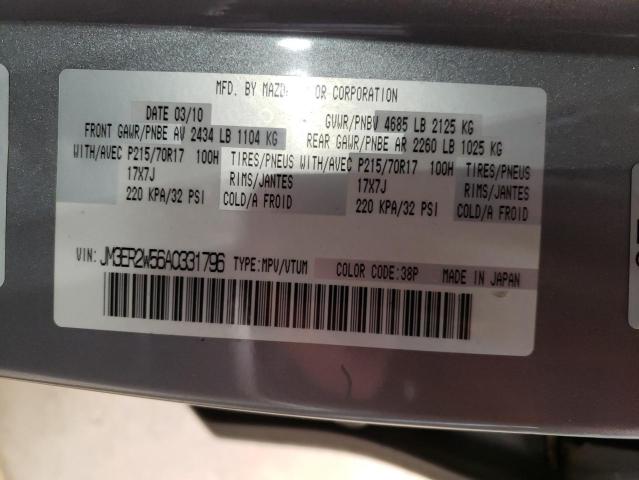 MFD. BY MAZD OR CORPORATION
DATE 03/10 GVWR/PNBV 4685 LB 2125 KG
FRONT GAWR/PNBE AV 2434 LB 1104 KG REAR GAWR/PNBE AR 2260 LB 1025 KG
WITH/AVEC P215/70R17 100H TIRES/PNEUS WITH/AVEC P215/70R17 100H TIRES/PNEUS
17X7J RIMS/JANTES 17X7J RIMS/JANTES
220 KPA/32 PSI COLD/A FROID 220 KPA/32 PSI COLD/A FROID
VIN: JM3ER2W56A0331796 TYPE:MPV/VTUM COLOR CODE:38P MADE IN JAPAN